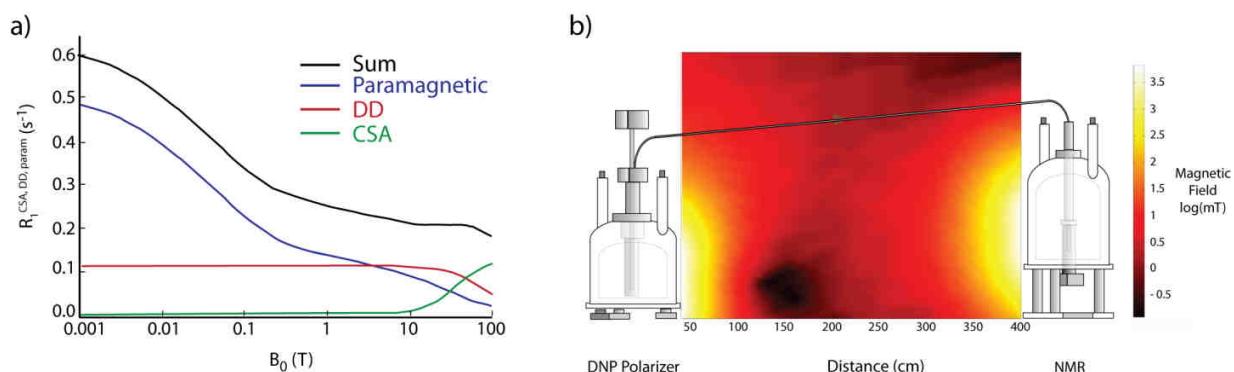 a)
R₁ CSA, DD, param (s⁻¹)
0.6
0.5
0.4
0.3
0.2
0.1
0.0
Sum
Paramagnetic
DD
CSA
0.001 0.01 0.1 1 10 100
B₀ (T)
b)
50 100 150 200 250 300 350 400
DNP Polarizer
Distance (cm)
NMR
3.5
3
2.5
2
1.5
1
0.5
0
- 0.5
Magnetic
Field
log(mT)